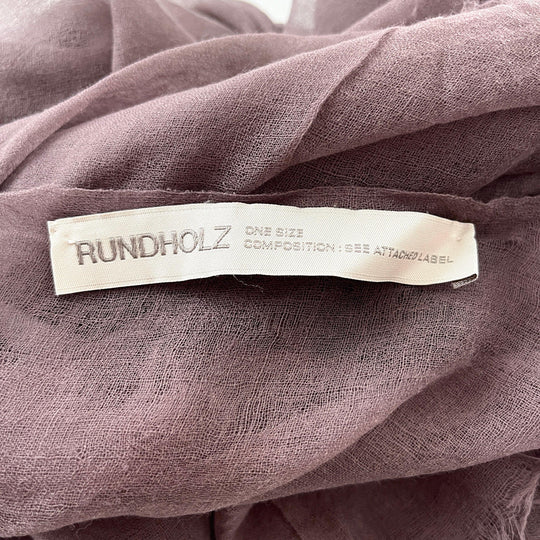 RUNDHOLZ
ONE SIZE
COMPOSITION : SEE ATTACHED LABEL